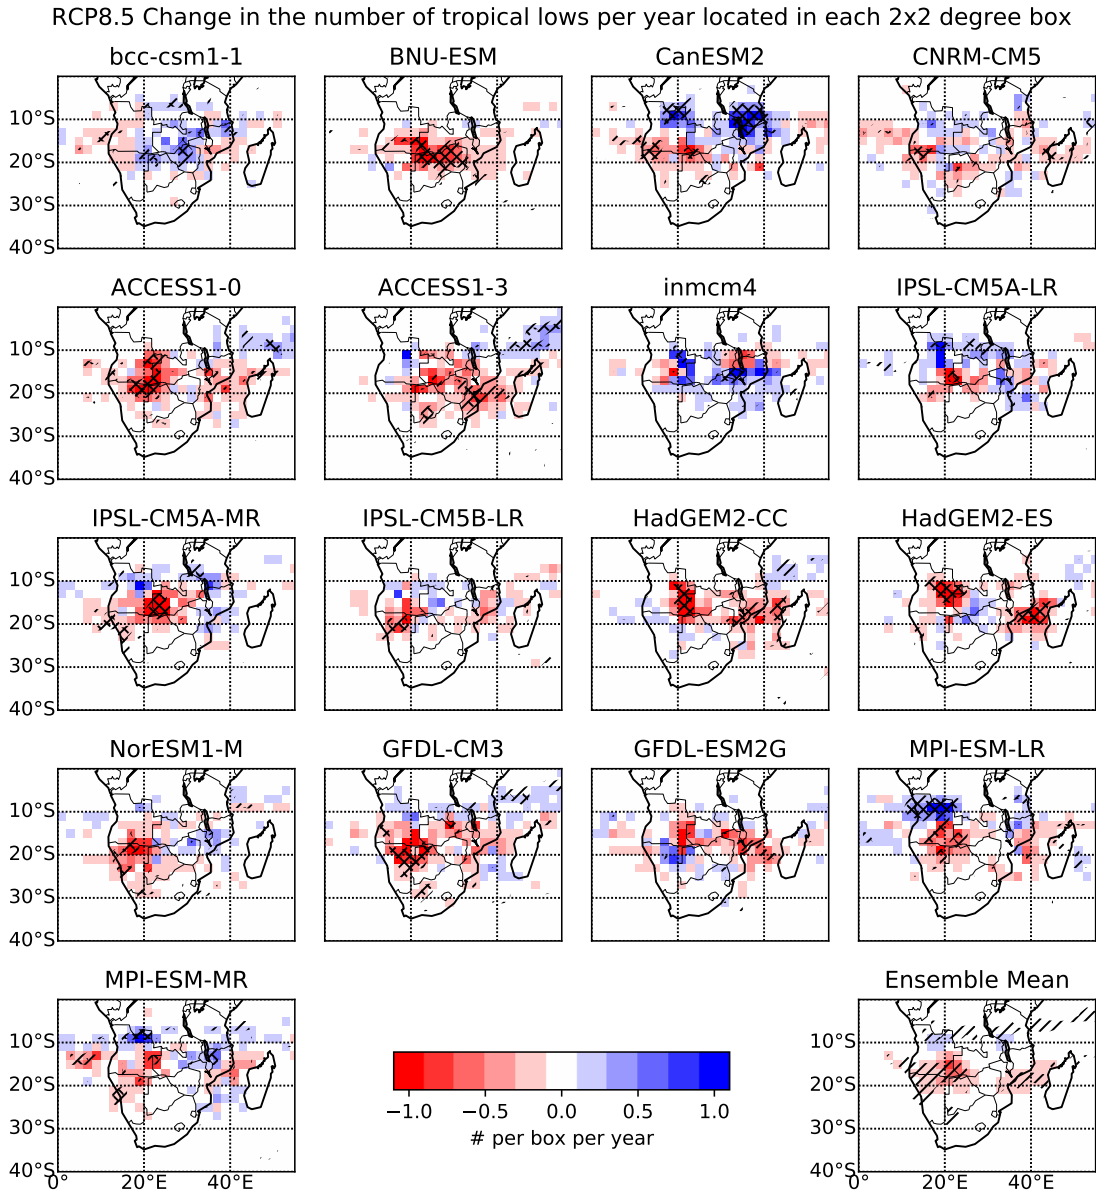 RCP8.5 Change in the number of tropical lows per year located in each 2x2 degree box
bcc-csm1-1 BNU-ESM CanESM2 CNRM-CM5
10°S
20°S
30°S
40°S
ACCESS1-0 ACCESS1-3 inmcm4 IPSL-CM5A-LR
10°S
20°S
30°S
40°S
IPSL-CM5A-MR IPSL-CM5B-LR HadGEM2-CC HadGEM2-ES
10°S
20°S
30°S
40°S
NorESM1-M GFDL-CM3 GFDL-ESM2G MPI-ESM-LR
10°S
20°S
30°S
40°S
MPI-ESM-MR Ensemble Mean
10°S 10°S
20°S 20°S
30°S 30°S
40°S 40°S
0° 20°E 40°E 0° 20°E 40°E
−1.0 −0.5 0.0 0.5 1.0
# per box per year